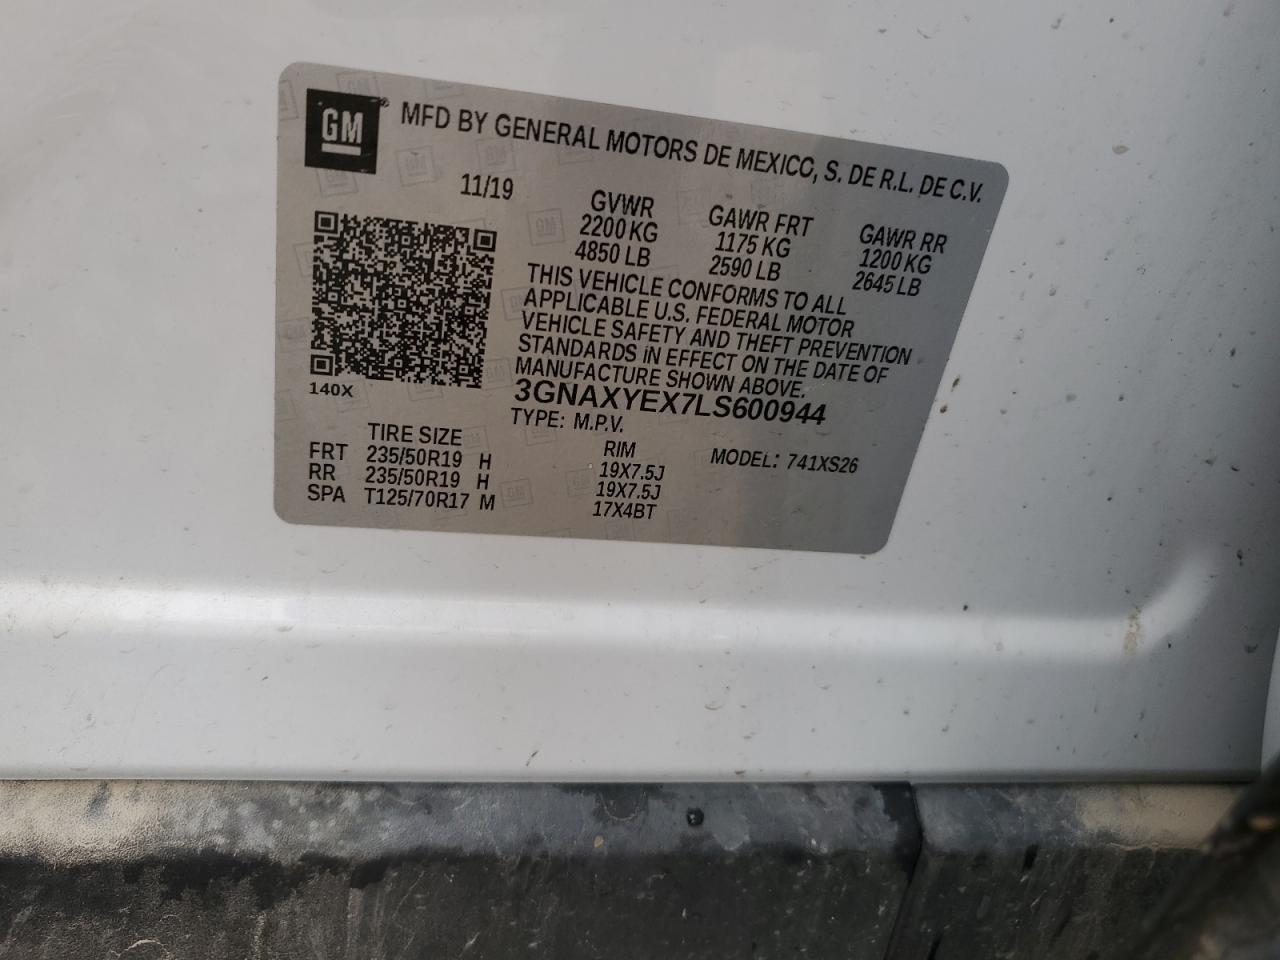 GM® MFD BY GENERAL MOTORS DE MEXICO, S. DE R.L. DE C.V.
11/19
GVWR GAWR FRT GAWR RR
2200 KG 1175 KG 1200 KG
4850 LB 2590 LB 2645 LB
THIS VEHICLE CONFORMS TO ALL
APPLICABLE U.S. FEDERAL MOTOR
VEHICLE SAFETY AND THEFT PREVENTION
STANDARDS IN EFFECT ON THE DATE OF
MANUFACTURE SHOWN ABOVE.
140X
3GNAXYEX7LS600944
TYPE: M.P.V.
MODEL: 741XS26
TIRE SIZE RIM
FRT 235/50R19 H 19X7.5J
RR 235/50R19 H 19X7.5J
SPA T125/70R17 M 17X4BT